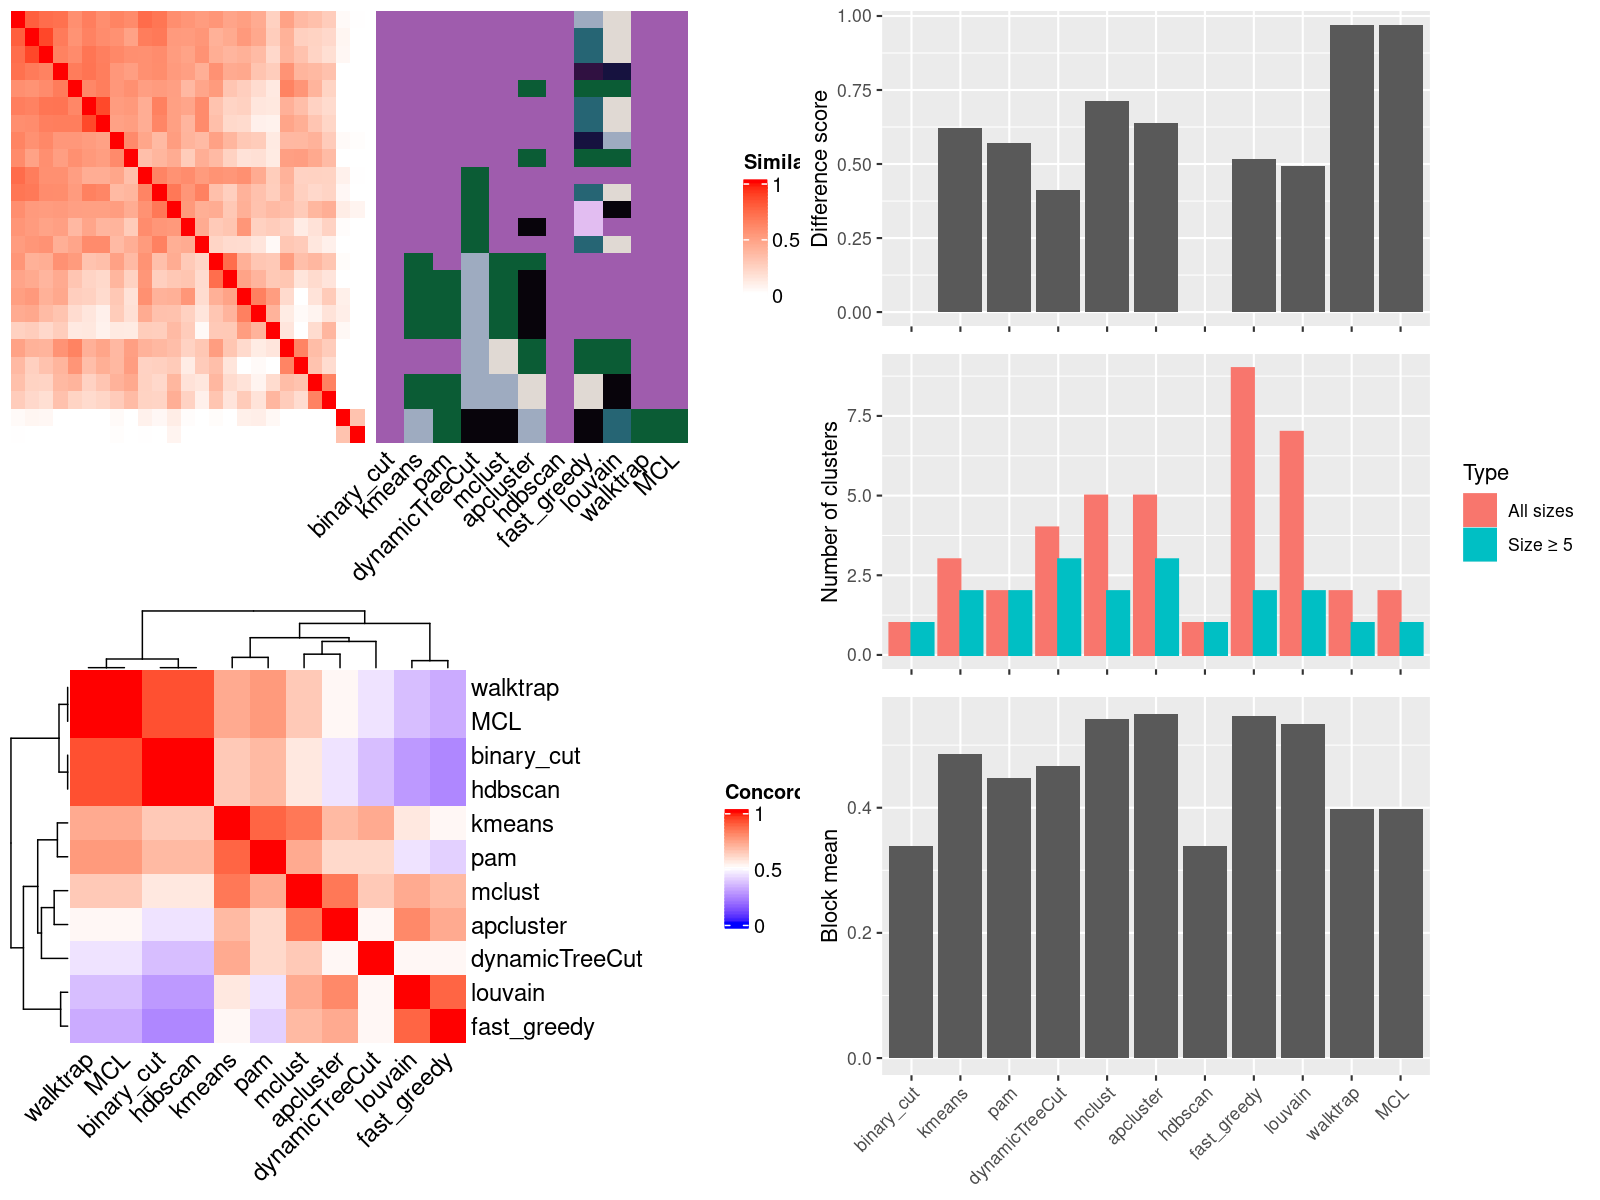 Simila
1
0.5
0
binary_cut
kmeans
pam
dynamicTreeCut
mclust
apcluster
hdbscan
fast_greedy
louvain
walktrap
MCL
walktrap
MCL
binary_cut
hdbscan
kmeans
pam
mclust
apcluster
dynamicTreeCut
louvain
fast_greedy
walktrap
MCL
binary_cut
hdbscan
kmeans
pam
mclust
apcluster
dynamicTreeCut
louvain
fast_greedy
Concord
1
0.5
0
Difference score
1.00
0.75
0.50
0.25
0.00
Number of clusters
7.5
5.0
2.5
0.0
Type
All sizes
Size ≥ 5
Block mean
0.4
0.2
0.0
binary_cut
kmeans
pam
dynamicTreeCut
mclust
apcluster
hdbscan
fast_greedy
louvain
walktrap
MCL